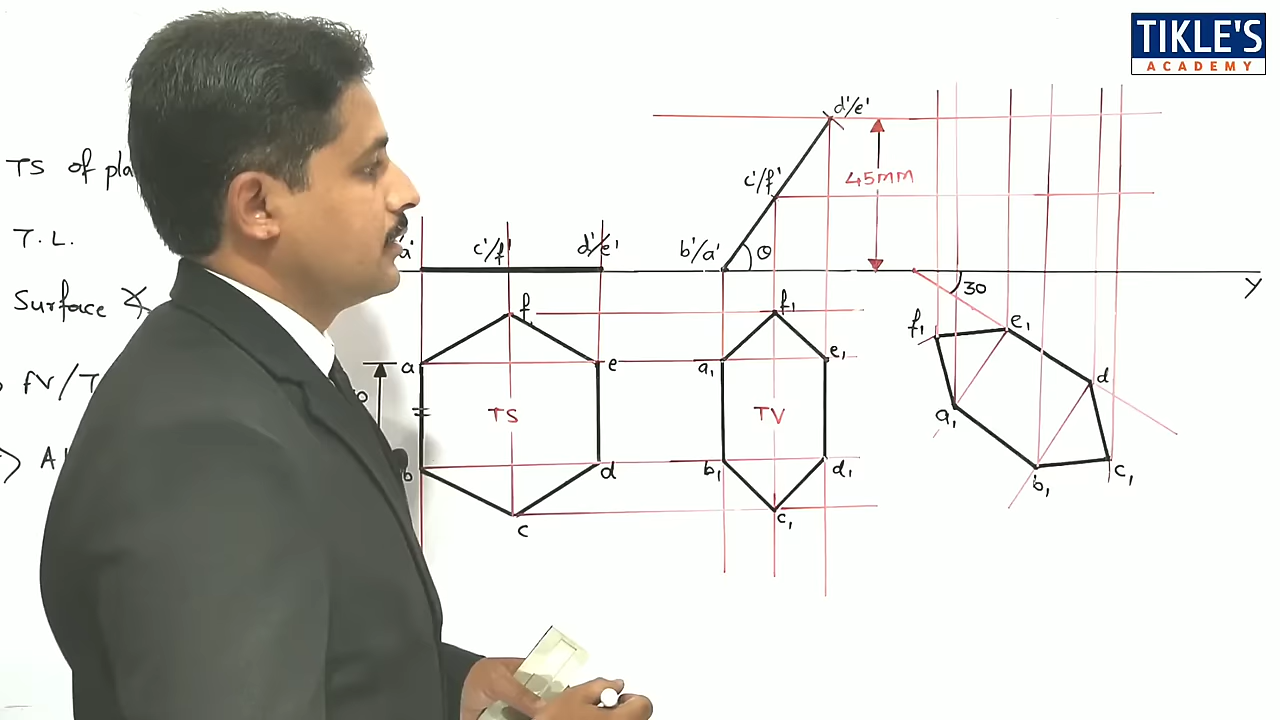 TIKLE'S
ACADEMY
TS of
T.L.
Surface ∡
FV/T
'a'
c'/f'
d'/e'
b'/a'
θ
c'/f'
d'/e'
45MM
30
Y
f₁
a
e
TS
b
d
c
f₁
a₁
e₁
TV
b₁
d₁
c₁
f₁
e₁
d
a₁
b₁
c₁